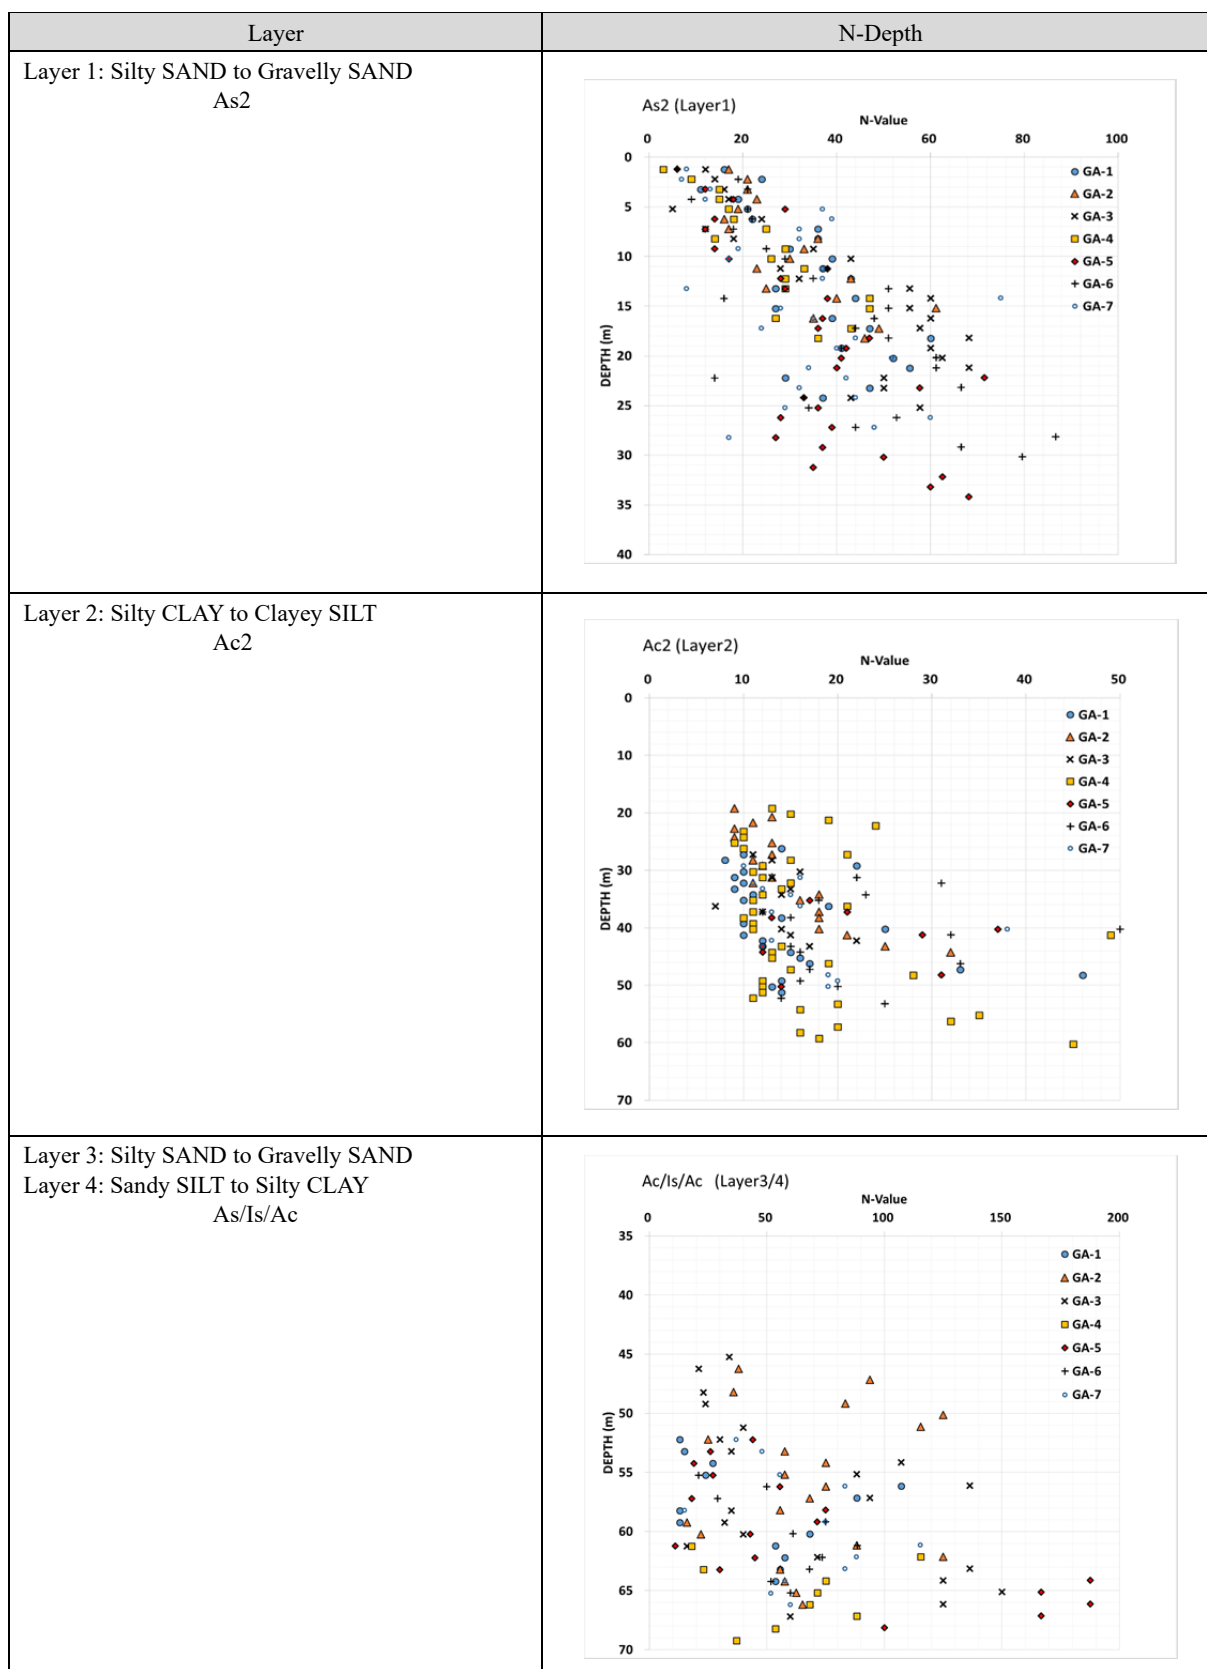 Layer
N-Depth
Layer 1: Silty SAND to Gravelly SAND
As2
As2 (Layer1)
N-Value
0 20 40 60 80 100
0
5
10
15
20
25
30
35
40
DEPTH (m)
GA-1
GA-2
GA-3
GA-4
GA-5
GA-6
GA-7
Layer 2: Silty CLAY to Clayey SILT
Ac2
Ac2 (Layer2)
N-Value
0 10 20 30 40 50
0
10
20
30
40
50
60
70
DEPTH (m)
GA-1
GA-2
GA-3
GA-4
GA-5
GA-6
GA-7
Layer 3: Silty SAND to Gravelly SAND
Layer 4: Sandy SILT to Silty CLAY
As/Is/Ac
Ac/Is/Ac (Layer3/4)
N-Value
0 50 100 150 200
35
40
45
50
55
60
65
70
DEPTH (m)
GA-1
GA-2
GA-3
GA-4
GA-5
GA-6
GA-7